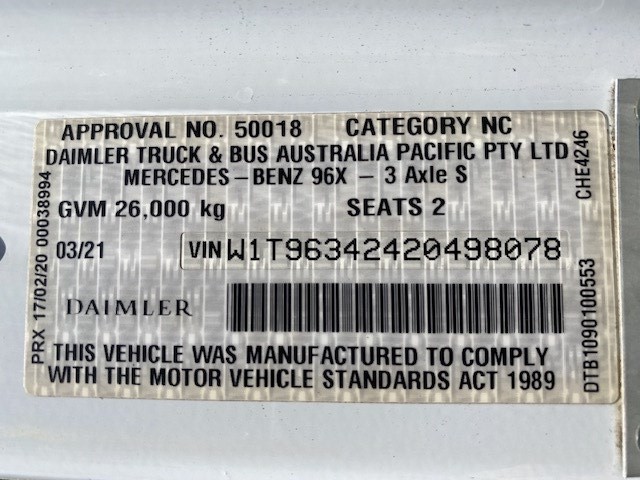 APPROVAL NO. 50018 CATEGORY NC
DAIMLER TRUCK & BUS AUSTRALIA PACIFIC PTY LTD
MERCEDES-BENZ 96X - 3 Axle S
GVM 26,000 kg SEATS 2
03/21 VIN W1T96342420498078
DAIMLER
THIS VEHICLE WAS MANUFACTURED TO COMPLY
WITH THE MOTOR VEHICLE STANDARDS ACT 1989
PRX 17/02/20 00038994
CHE4246
DTB1090100553